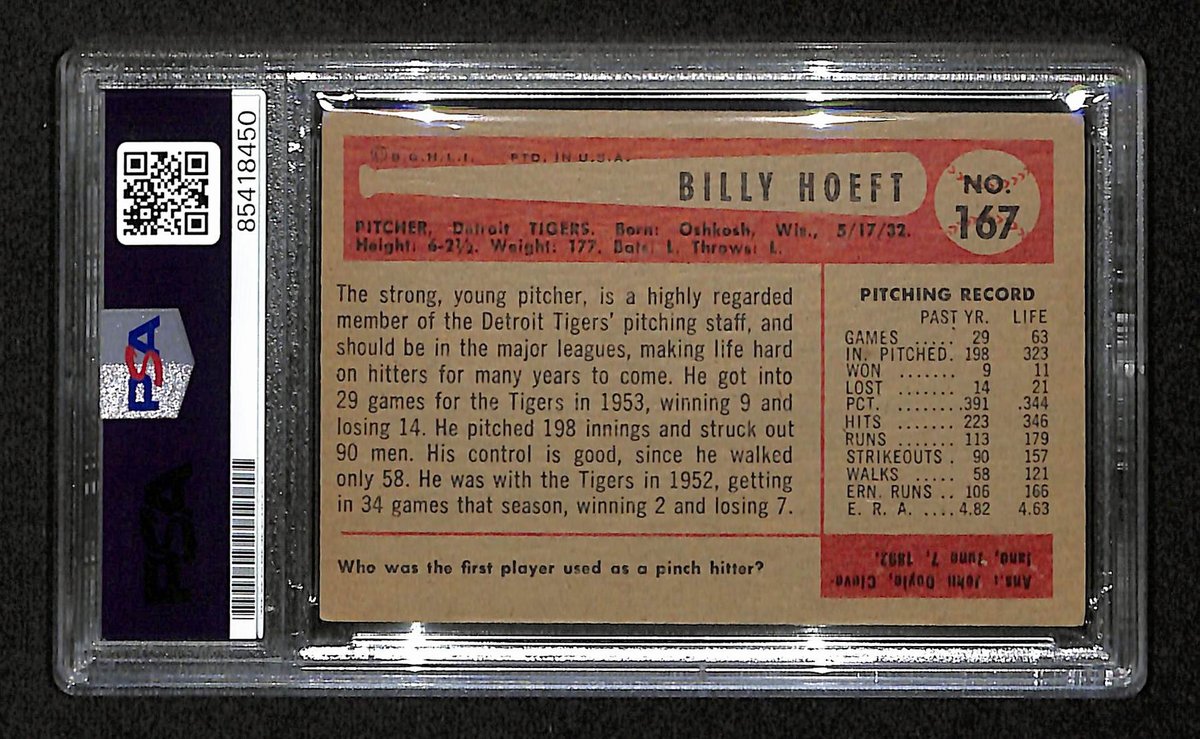 85418450
PSA
PSA
© B.G.H.L.I. PTD. IN U.S.A.
BILLY HOEFT
NO.
167
PITCHER, Detroit TIGERS. Born: Oshkosh, Wis., 5/17/32.
Height: 6-2½. Weight: 177. Bats: L. Throws: L.
The strong, young pitcher, is a highly regarded
member of the Detroit Tigers' pitching staff, and
should be in the major leagues, making life hard
on hitters for many years to come. He got into
29 games for the Tigers in 1953, winning 9 and
losing 14. He pitched 198 innings and struck out
90 men. His control is good, since he walked
only 58. He was with the Tigers in 1952, getting
in 34 games that season, winning 2 and losing 7.
PITCHING RECORD
PAST YR. LIFE
GAMES ..... 29 63
IN. PITCHED. 198 323
WON ....... 9 11
LOST ....... 14 21
PCT. ........391 .344
HITS ....... 223 346
RUNS ....... 113 179
STRIKEOUTS . 90 157
WALKS ..... 58 121
ERN. RUNS .. 106 166
E. R. A. ....4.82 4.63
Who was the first player used as a pinch hitter?
Ans.: John Doyle, Cleve-
land, June 7, 1892.